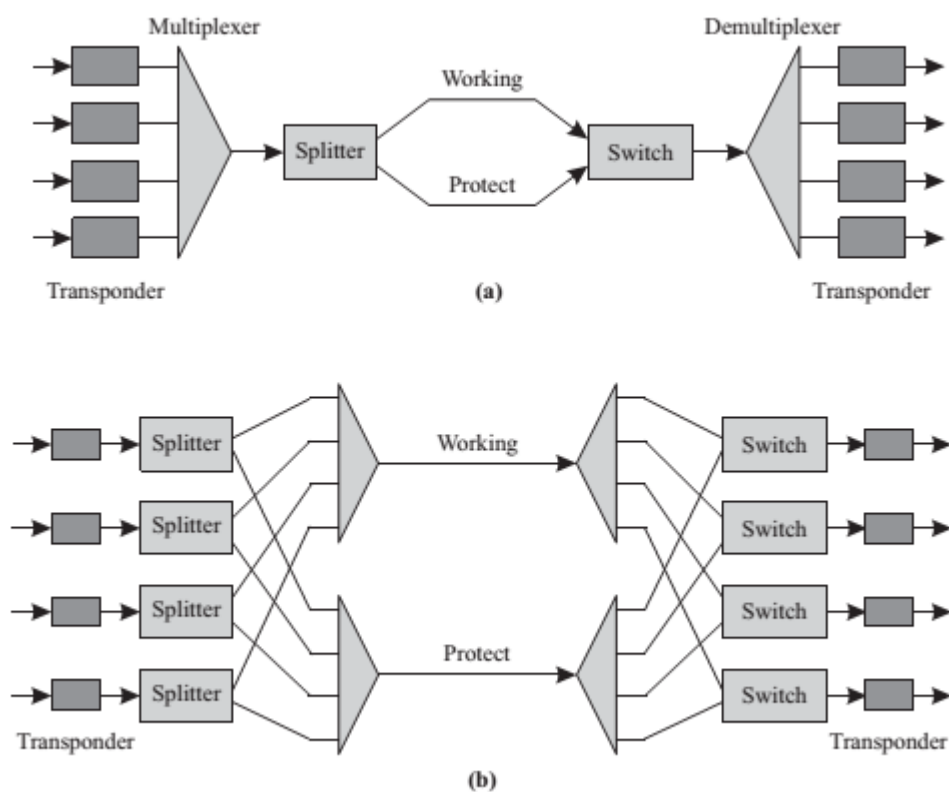 Multiplexer
Demultiplexer
Working
Splitter
Switch
Protect
Transponder
(a)
Transponder
Splitter
Working
Switch
Splitter
Switch
Splitter
Switch
Protect
Splitter
Switch
Transponder
Transponder
(b)